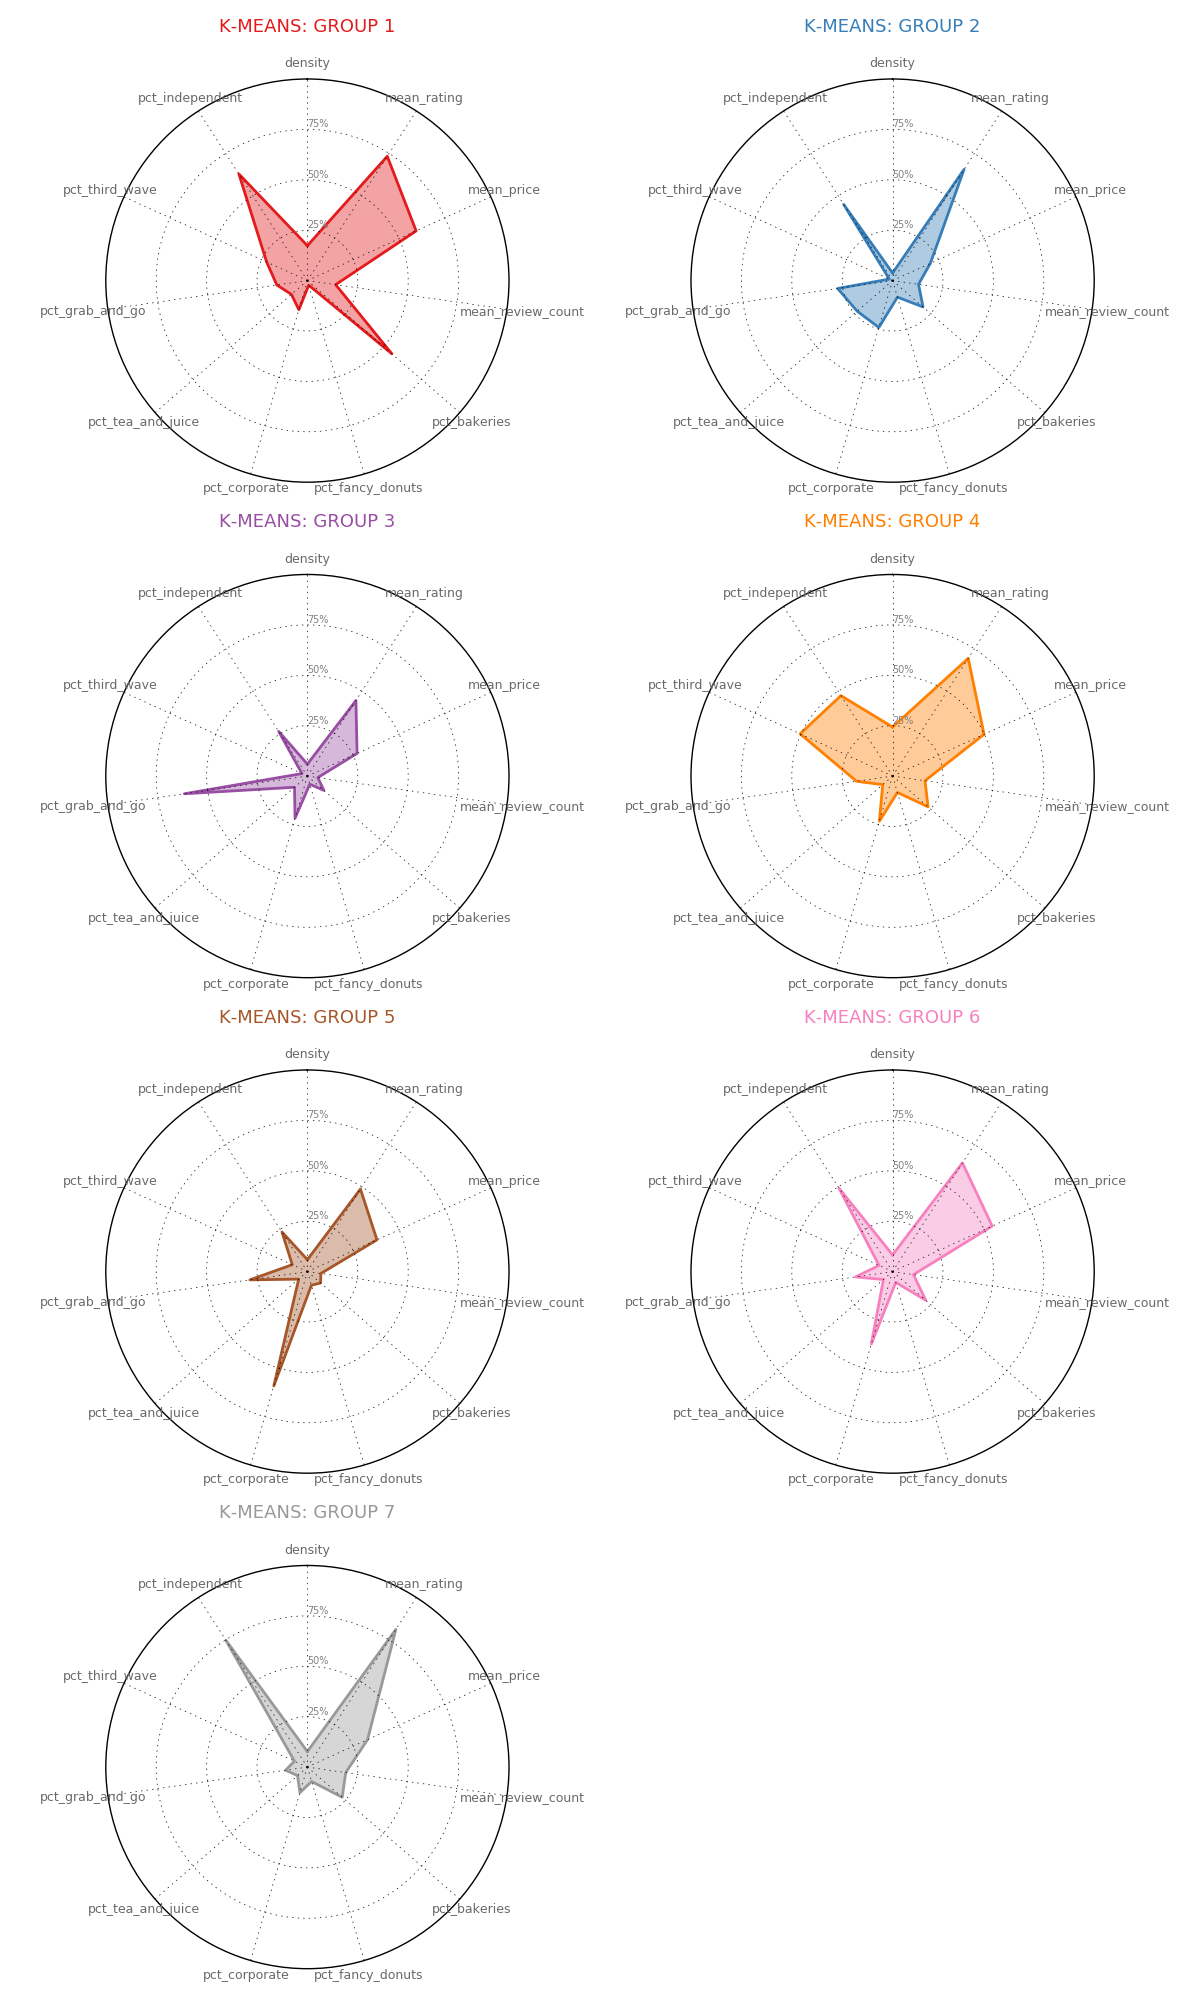 K-MEANS: GROUP 1
density
pct_independent
mean_rating
75%
pct_third_wave
50%
mean_price
25%
pct_grab_and_go
mean_review_count
pct_tea_and_juice
pct_bakeries
pct_corporate
pct_fancy_donuts
K-MEANS: GROUP 2
density
pct_independent
mean_rating
75%
pct_third_wave
50%
mean_price
25%
pct_grab_and_go
mean_review_count
pct_tea_and_juice
pct_bakeries
pct_corporate
pct_fancy_donuts
K-MEANS: GROUP 3
density
pct_independent
mean_rating
75%
pct_third_wave
50%
mean_price
25%
pct_grab_and_go
mean_review_count
pct_tea_and_juice
pct_bakeries
pct_corporate
pct_fancy_donuts
K-MEANS: GROUP 4
density
pct_independent
mean_rating
75%
pct_third_wave
50%
mean_price
25%
pct_grab_and_go
mean_review_count
pct_tea_and_juice
pct_bakeries
pct_corporate
pct_fancy_donuts
K-MEANS: GROUP 5
density
pct_independent
mean_rating
75%
pct_third_wave
50%
mean_price
25%
pct_grab_and_go
mean_review_count
pct_tea_and_juice
pct_bakeries
pct_corporate
pct_fancy_donuts
K-MEANS: GROUP 6
density
pct_independent
mean_rating
75%
pct_third_wave
50%
mean_price
25%
pct_grab_and_go
mean_review_count
pct_tea_and_juice
pct_bakeries
pct_corporate
pct_fancy_donuts
K-MEANS: GROUP 7
density
pct_independent
mean_rating
75%
pct_third_wave
50%
mean_price
25%
pct_grab_and_go
mean_review_count
pct_tea_and_juice
pct_bakeries
pct_corporate
pct_fancy_donuts